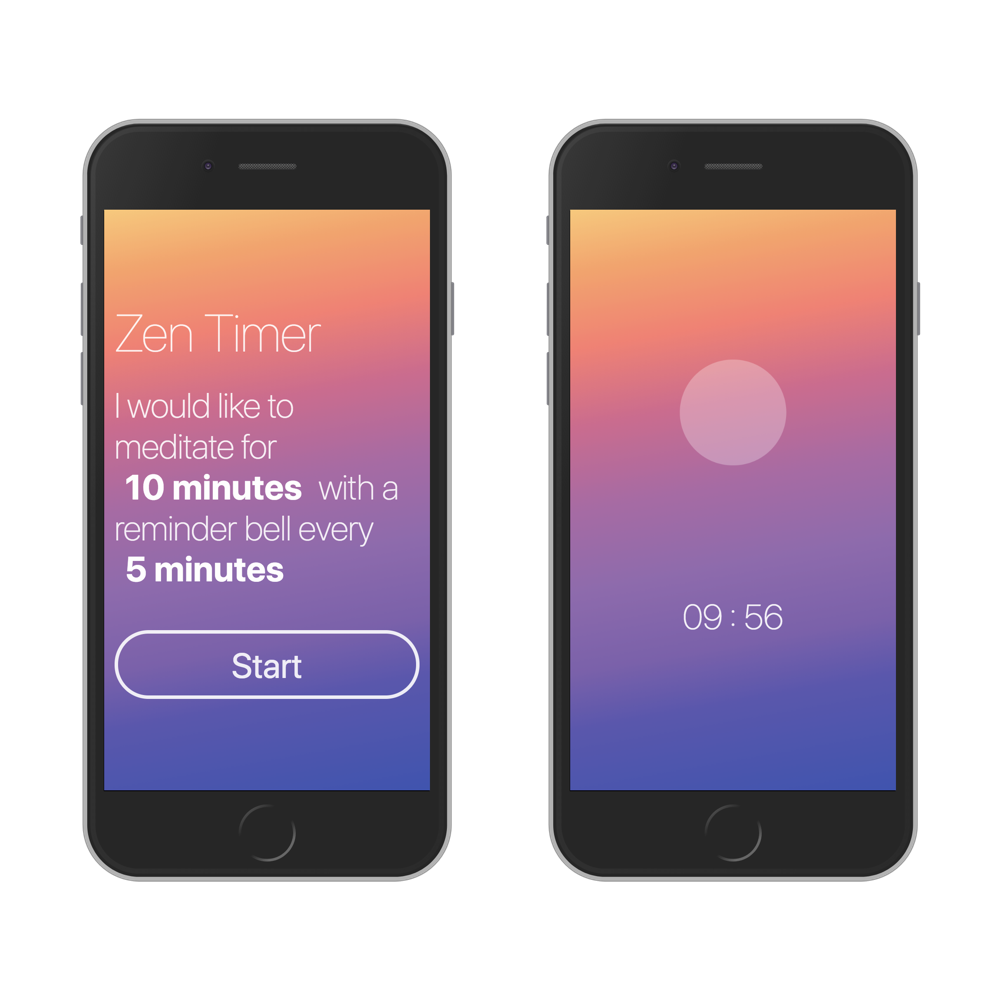 Zen Timer
I would like to
meditate for
10 minutes with a
reminder bell every
5 minutes
Start
09 : 56